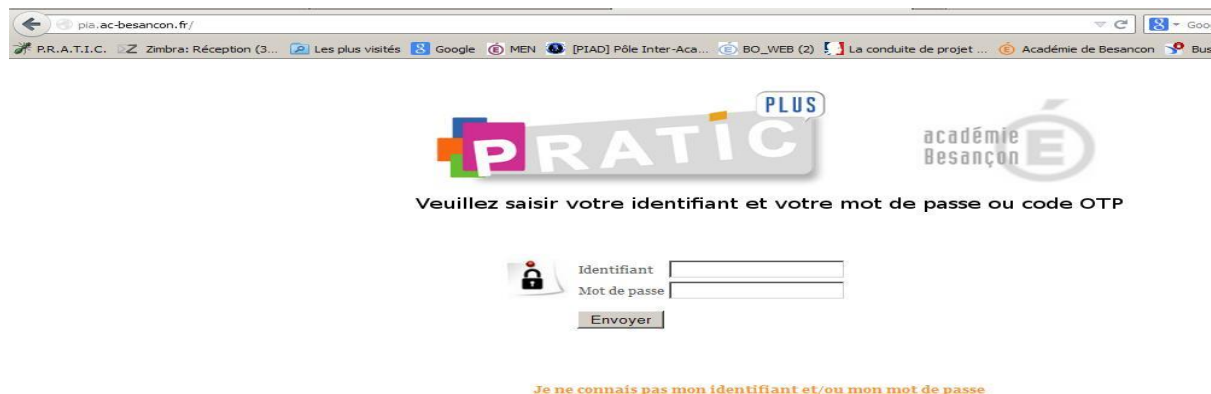 pia.ac-besancon.fr/
P.R.A.T.I.C. Zimbra: Réception (3... Les plus visités Google MEN [PIAD] Pôle Inter-Aca... BO_WEB (2) La conduite de projet ... Académie de Besancon Bus
PLUS
PRATIC
académie
Besançon
Veuillez saisir votre identifiant et votre mot de passe ou code OTP
Identifiant
Mot de passe
Envoyer
Je ne connais pas mon identifiant et/ou mon mot de passe